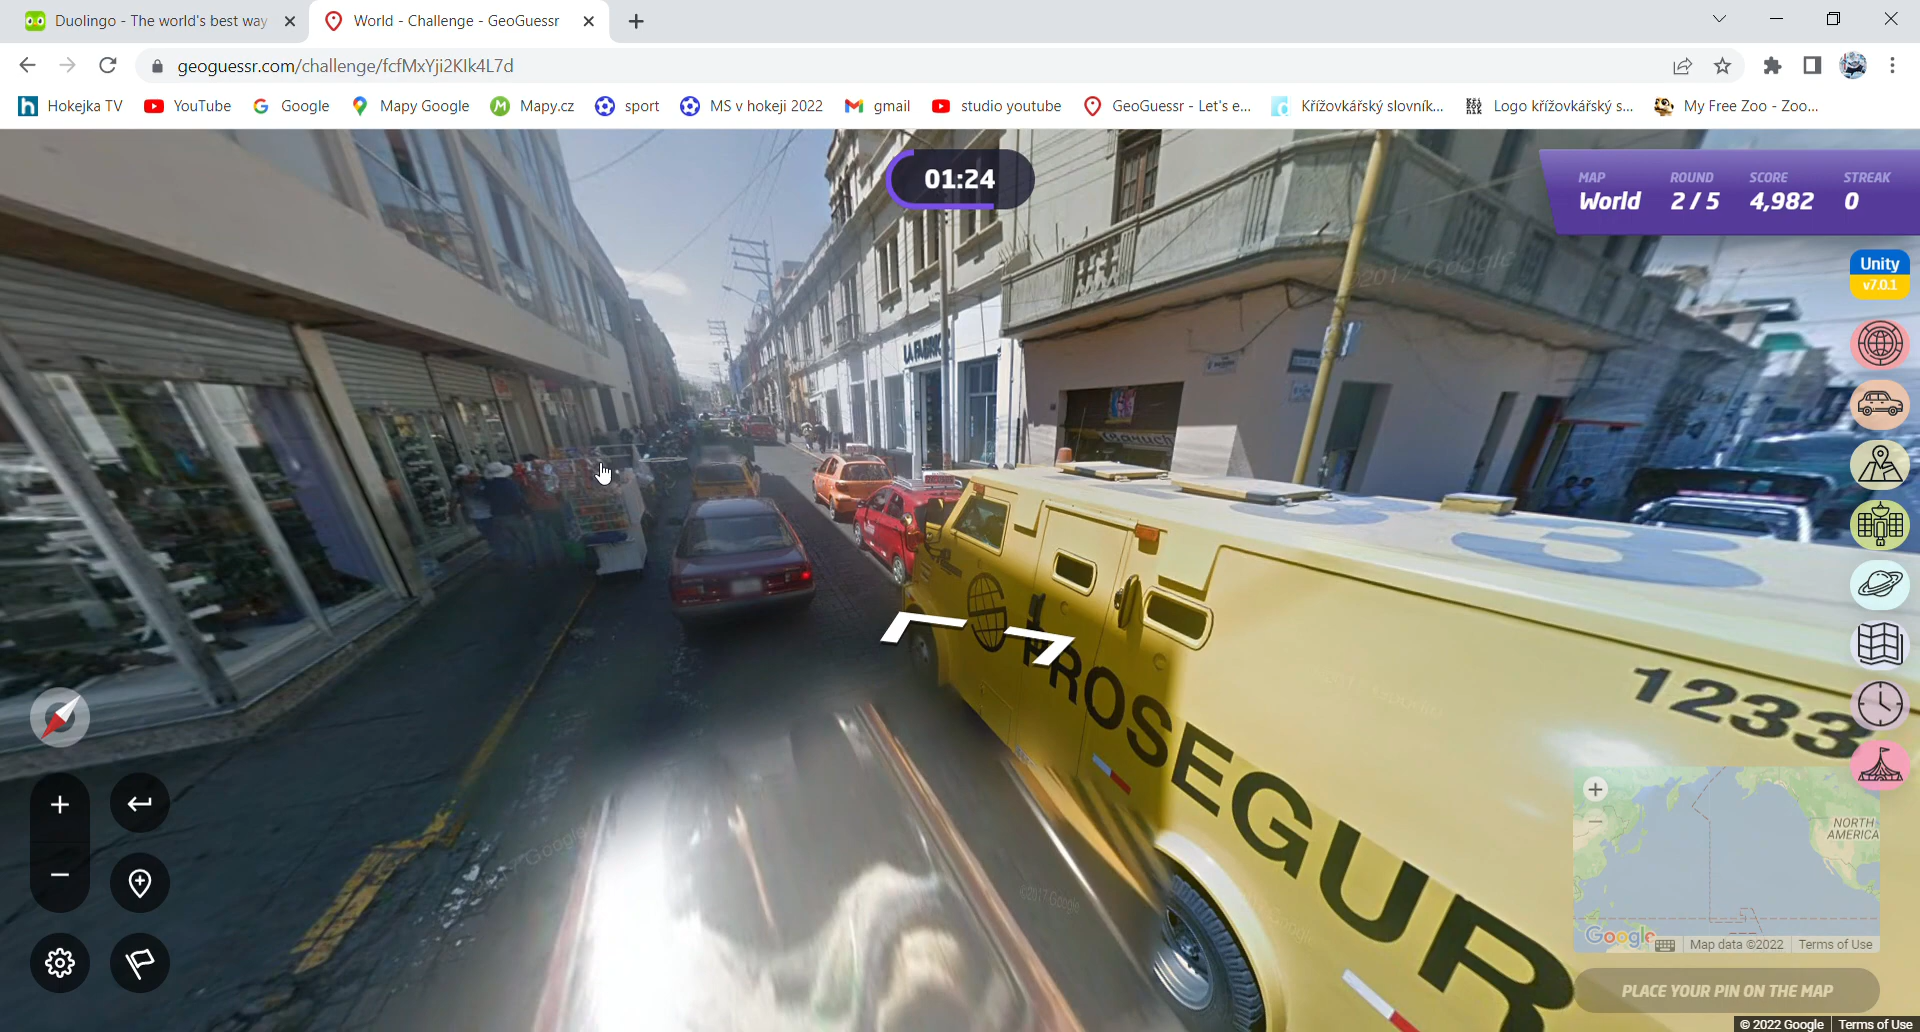 Duolingo - The world's best way
World - Challenge - GeoGuessr
geoguessr.com/challenge/fcfMxYji2KIk4L7d
Hokejka TV
YouTube
Google
Mapy Google
Mapy.cz
sport
MS v hokeji 2022
gmail
studio youtube
GeoGuessr - Let's e...
Křížovkářský slovník...
Logo křížovkářský s...
My Free Zoo - Zoo...
01:24
MAP ROUND SCORE STREAK
World 2 / 5 4,982 0
Unity
v7.0.1
©2017 Google
PROSEGUR
1233
NORTH
AMERICA
Google
Map data ©2022 Terms of Use
PLACE YOUR PIN ON THE MAP
© 2022 Google Terms of Use